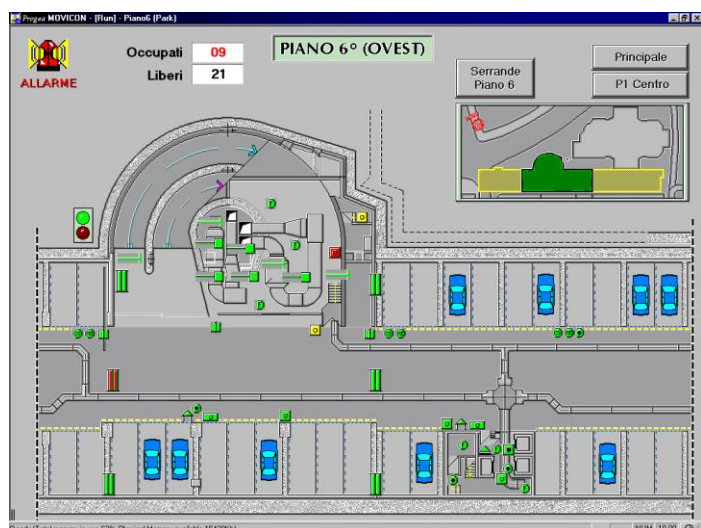 Progea MOVICON - [Run] - Piano6 (Park)
ALLARME
Occupati 09
Liberi 21
PIANO 6° (OVEST)
Serrande
Piano 6
Principale
P1 Centro
D
D
D
D
D
D
D
D
NUM